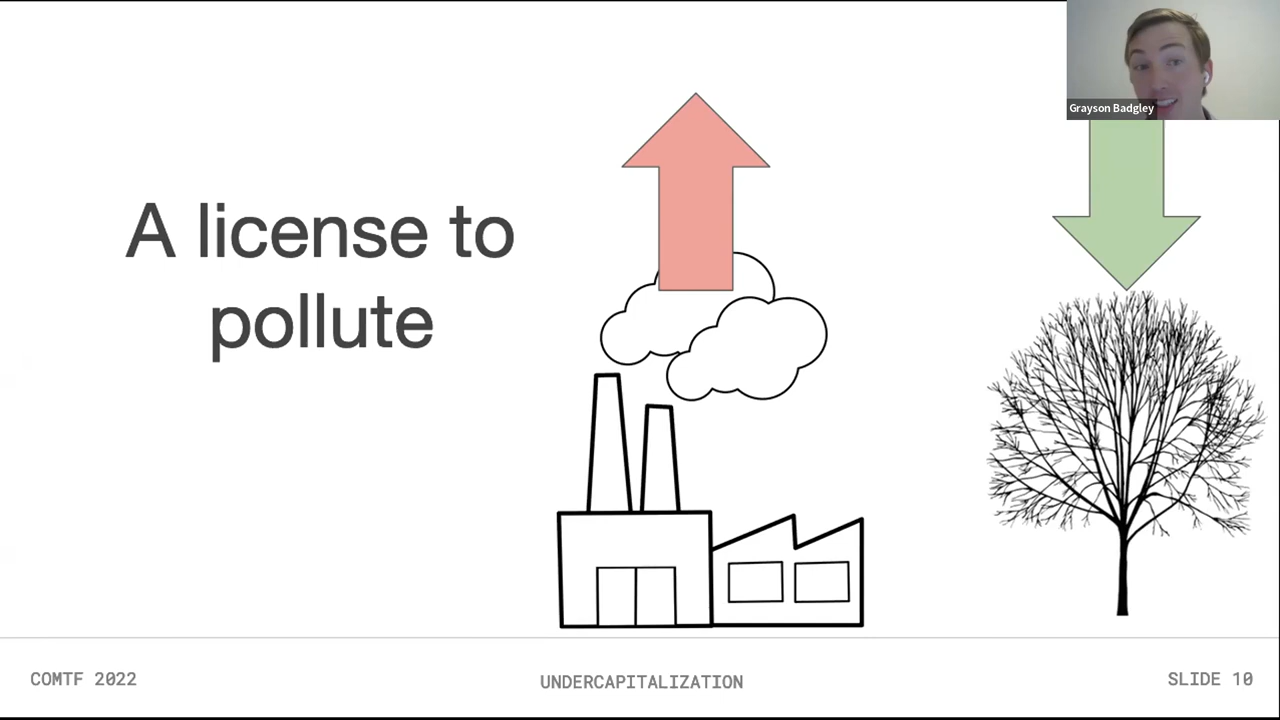 Grayson Badgley
A license to
pollute
COMTF 2022
UNDERCAPITALIZATION
SLIDE 10